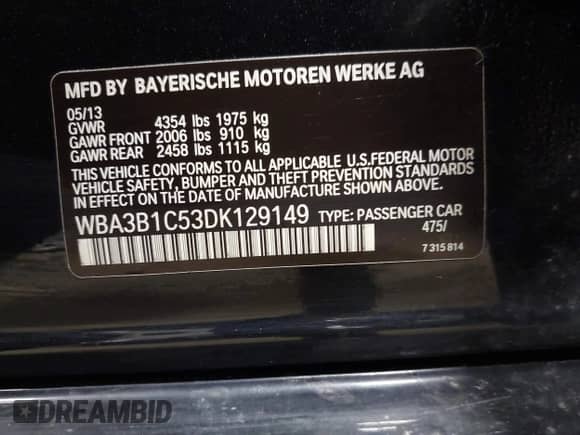 MFD BY BAYERISCHE MOTOREN WERKE AG
05/13
GVWR 4354 lbs 1975 kg
GAWR FRONT 2006 lbs 910 kg
GAWR REAR 2458 lbs 1115 kg
THIS VEHICLE CONFORMS TO ALL APPLICABLE U.S.FEDERAL MOTOR
VEHICLE SAFETY, BUMPER AND THEFT PREVENTION STANDARDS
IN EFFECT ON THE DATE OF MANUFACTURE SHOWN ABOVE.
WBA3B1C53DK129149 TYPE: PASSENGER CAR
475/
7 315 814
DREAMBID